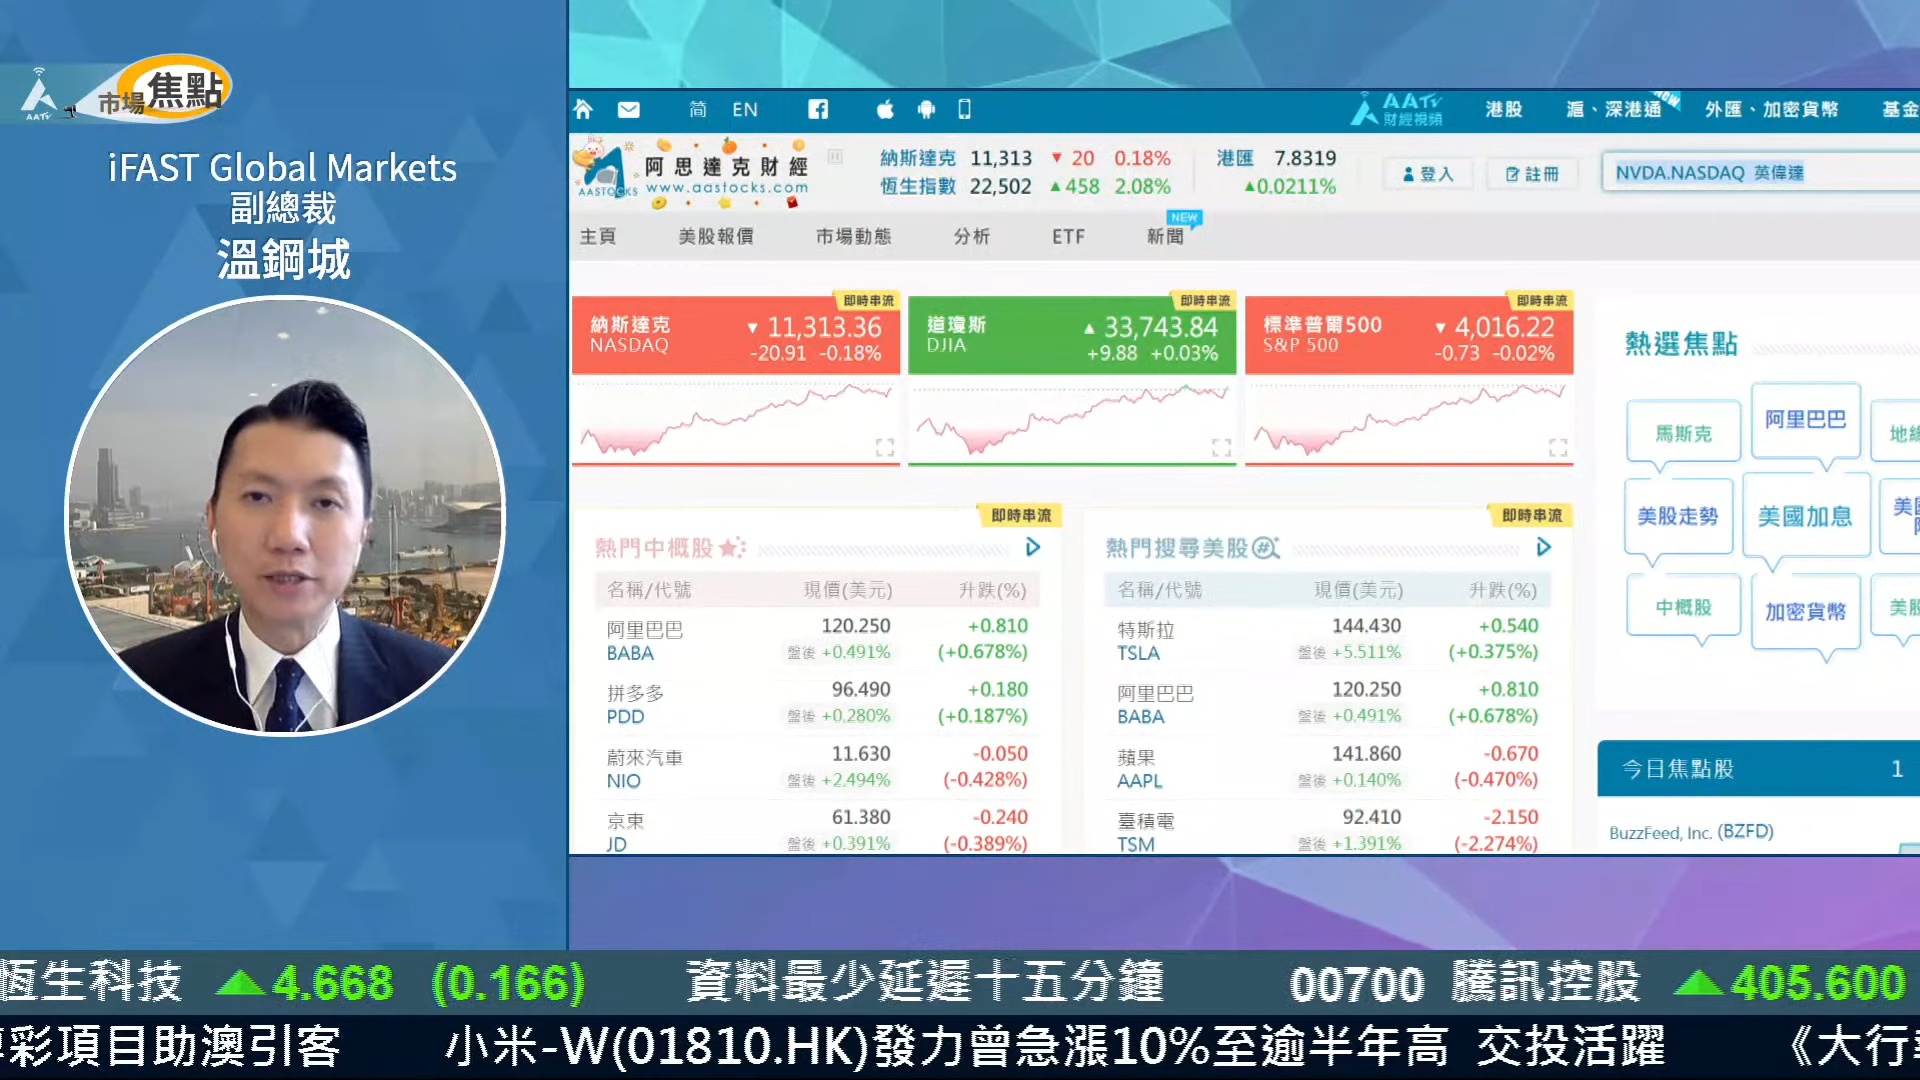 市場焦點
AATV
iFAST Global Markets
副總裁
溫鋼城
简 EN
AATV 財經視頻
港股 滬、深港通 NOW 外匯、加密貨幣 基金
AASTOCKS
阿思達克財經
www.aastocks.com
納斯達克 11,313 ▼ 20 0.18%
恆生指數 22,502 ▲458 2.08%
港匯 7.8319
▲0.0211%
登入 註冊
NVDA.NASDAQ 英偉達
主頁 美股報價 市場動態 分析 ETF 新聞 NEW
即時串流
納斯達克 ▼ 11,313.36
NASDAQ -20.91 -0.18%
即時串流
道瓊斯 ▲ 33,743.84
DJIA +9.88 +0.03%
即時串流
標準普爾500 ▼ 4,016.22
S&P 500 -0.73 -0.02%
即時串流
熱門中概股
名稱/代號 現價(美元) 升跌(%)
阿里巴巴 120.250 +0.810
BABA 盤後 +0.491% (+0.678%)
拼多多 96.490 +0.180
PDD 盤後 +0.280% (+0.187%)
蔚來汽車 11.630 -0.050
NIO 盤後 +2.494% (-0.428%)
京東 61.380 -0.240
JD 盤後 +0.391% (-0.389%)
即時串流
熱門搜尋美股
名稱/代號 現價(美元) 升跌(%)
特斯拉 144.430 +0.540
TSLA 盤後 +5.511% (+0.375%)
阿里巴巴 120.250 +0.810
BABA 盤後 +0.491% (+0.678%)
蘋果 141.860 -0.670
AAPL 盤後 +0.140% (-0.470%)
臺積電 92.410 -2.150
TSM 盤後 +1.391% (-2.274%)
熱選焦點
馬斯克 阿里巴巴 地
美股走勢 美國加息
中概股 加密貨幣 美股
今日焦點股 1
BuzzFeed, Inc. (BZFD)
恆生科技 ▲4.668 (0.166) 資料最少延遲十五分鐘 00700 騰訊控股 ▲405.600
彩項目助澳引客 小米-W(01810.HK)發力曾急漲10%至逾半年高 交投活躍 《大行